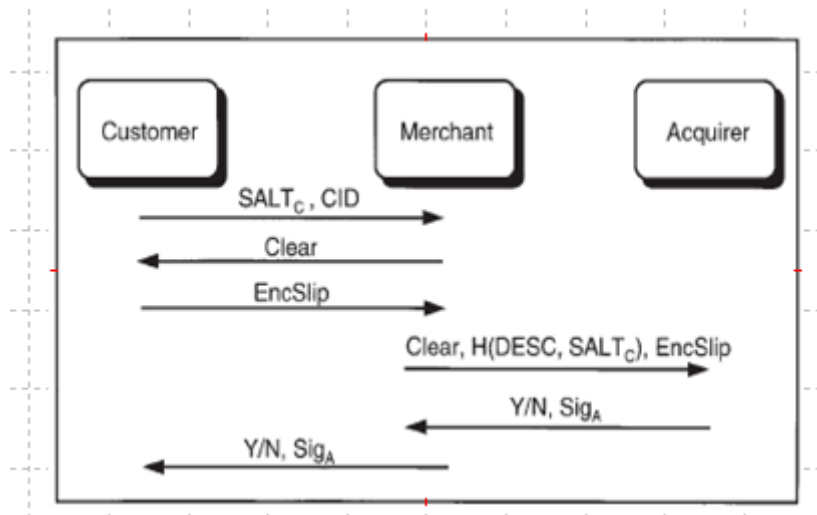 Customer
Merchant
Acquirer
SALTC , CID
Clear
EncSlip
Clear, H(DESC, SALTC), EncSlip
Y/N, SigA
Y/N, SigA